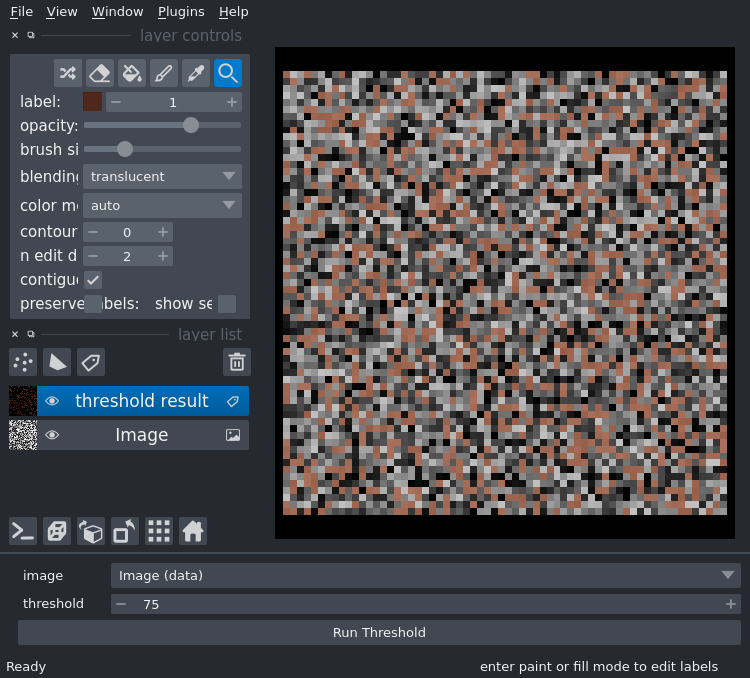 File View Window Plugins Help
layer controls
label: 1
opacity:
brush si
blending translucent
color m auto
contour 0
n edit d 2
contigu
preserve abels: show se
layer list
threshold result
Image
image Image (data)
threshold 75
Run Threshold
Ready enter paint or fill mode to edit labels